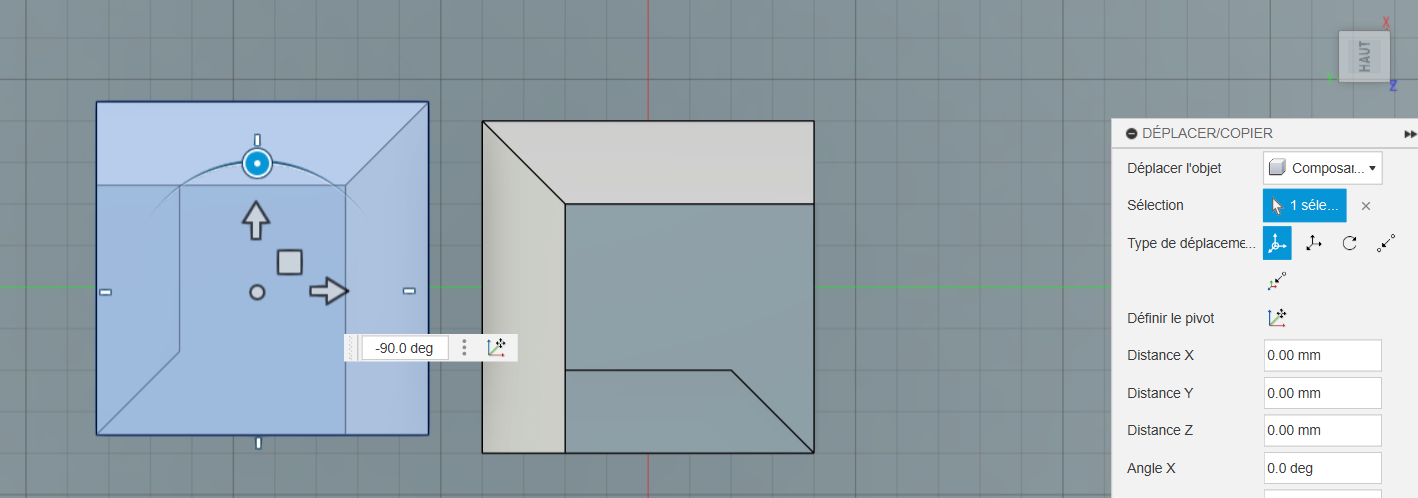 X
HAUT
Z
DÉPLACER/COPIER
Déplacer l'objet Composar...
Sélection 1 séle... ×
Type de déplaceme...
-90.0 deg
Définir le pivot
Distance X 0.00 mm
Distance Y 0.00 mm
Distance Z 0.00 mm
Angle X 0.0 deg